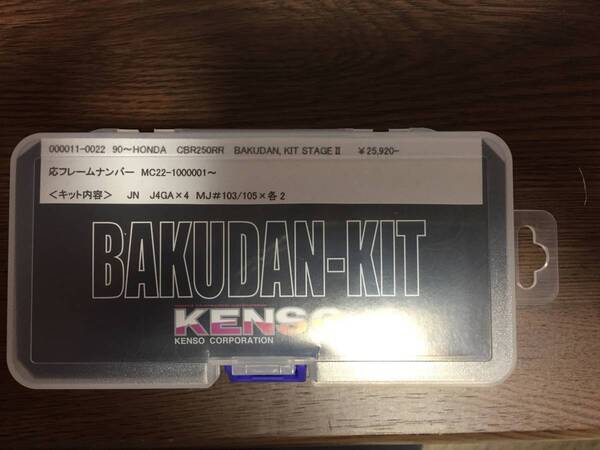 000011-0022 90～HONDA CBR250RR BAKUDAN, KIT STAGE Ⅱ ￥25,920-
応フレームナンバー MC22-1000001～
＜キット内容＞ JN J4GA×4 MJ＃103/105×各2
BAKUDAN-KIT
KENSO
KENSO CORPORATION